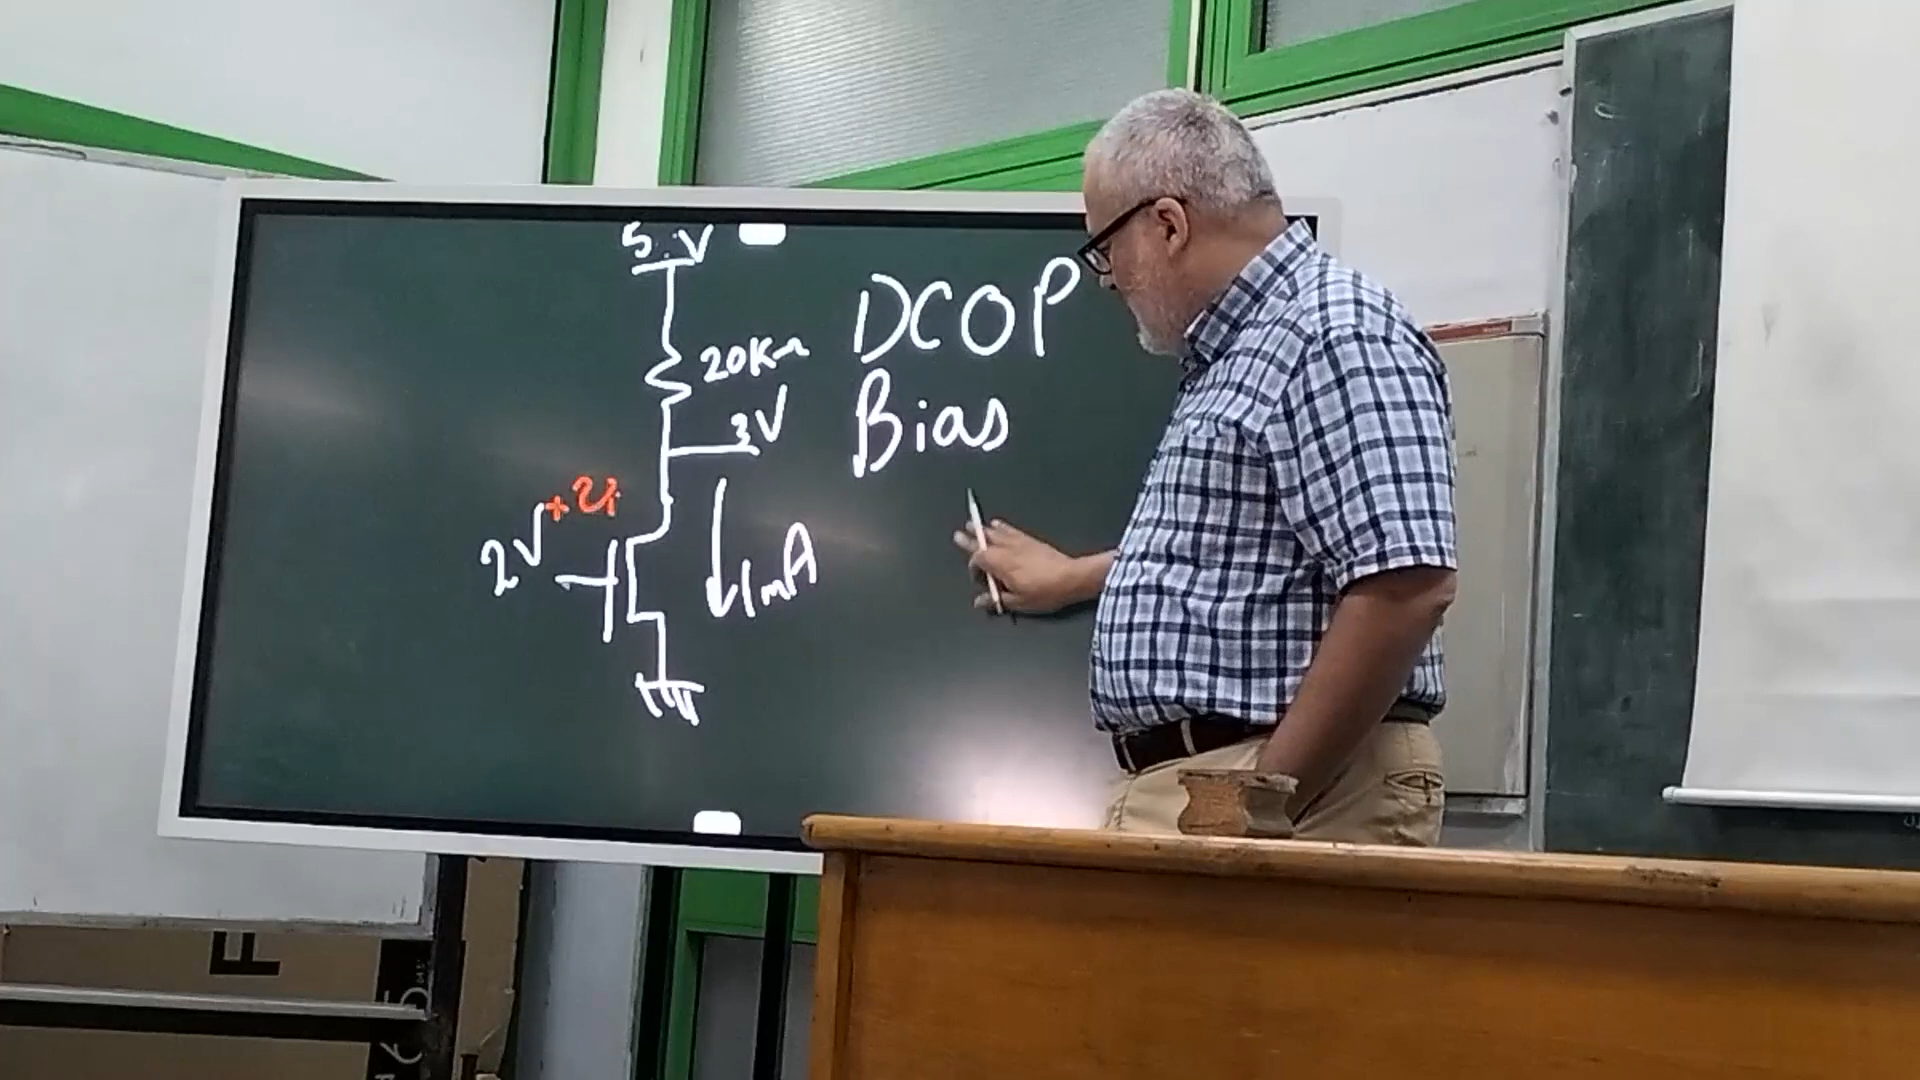 5.V
20KΩ
3V
2V+vi
1mA
DCOP
Bias